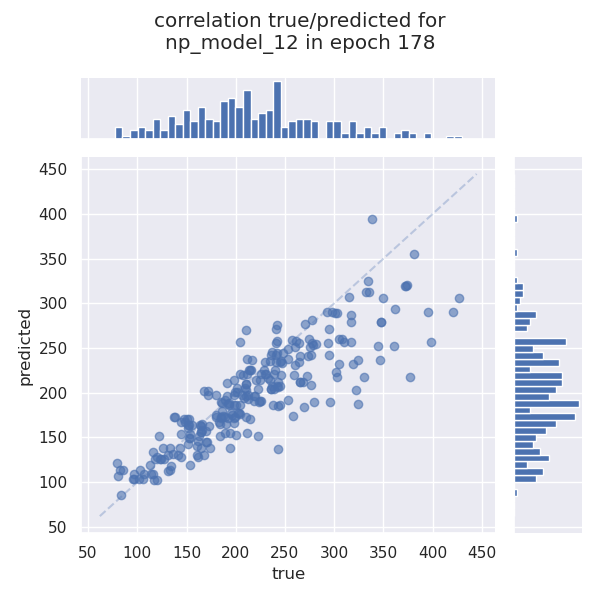 correlation true/predicted for
np_model_12 in epoch 178
450
400
350
300
250
200
150
100
50
predicted
50 100 150 200 250 300 350 400 450
true